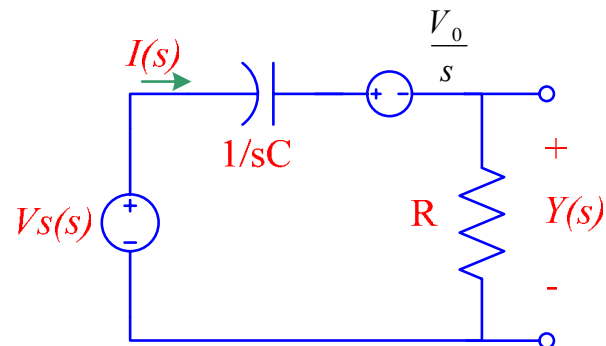 I(s)
V₀
s
1/sC
+ -
+
Vs(s)
+
-
R
Y(s)
-